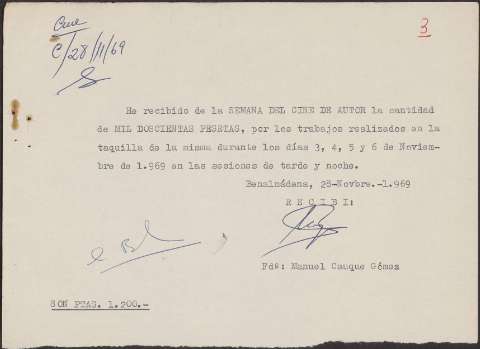 Cine
3
C/28/11/69
He recibido de la SEMANA DEL CINE DE AUTOR la cantidad
de MIL DOSCIENTAS PESETAS, por los trabajos realizados en la
taquilla de la misma durante los días 3, 4, 5 y 6 de Noviem-
bre de 1.969 en las sesiones de tarde y noche.
Benalmádena, 28-Novbre.-1.969
R E C I B I :
Fdº: Manuel Cauque Gómez
SON PTAS. 1.200.-